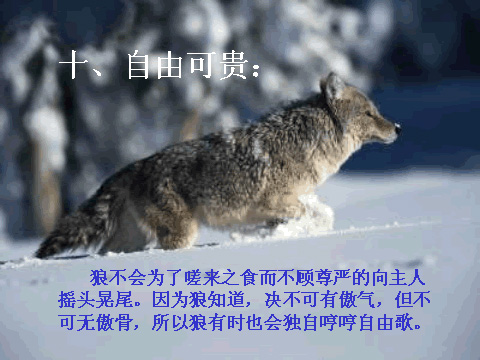 十、自由可贵：
狼不会为了嗟来之食而不顾尊严的向主人
摇头晃尾。因为狼知道，决不可有傲气，但不
可无傲骨，所以狼有时也会独自哼哼自由歌。